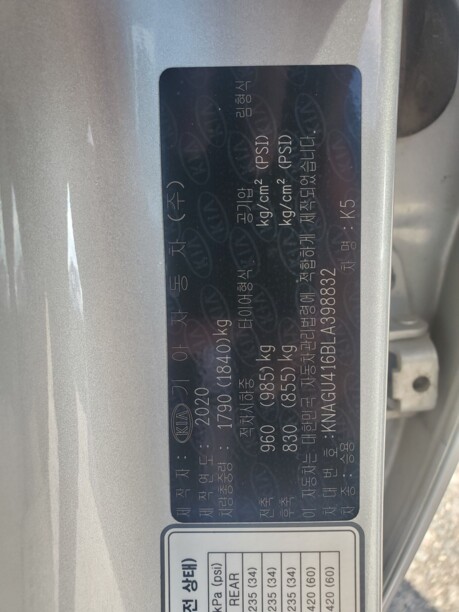 제작자 : KIA 기아자동차(주)
제작연도: 2020
차량총중량: 1790 (1840)kg
적차시하중 타이어형식 공기압 림형식
전축 960 (985)kg kg/cm² (PSI)
후축 830 (855)kg kg/cm² (PSI)
이 자동차는 대한민국 자동차관리법령에 적합하게 제작되었습니다.
차대번호:KNAGU416BLA398832
차종:승용 차명:K5
전 상태)
kPa (psi)
REAR
235 (34)
235 (34)
235 (34)
420 (60)
420 (60)